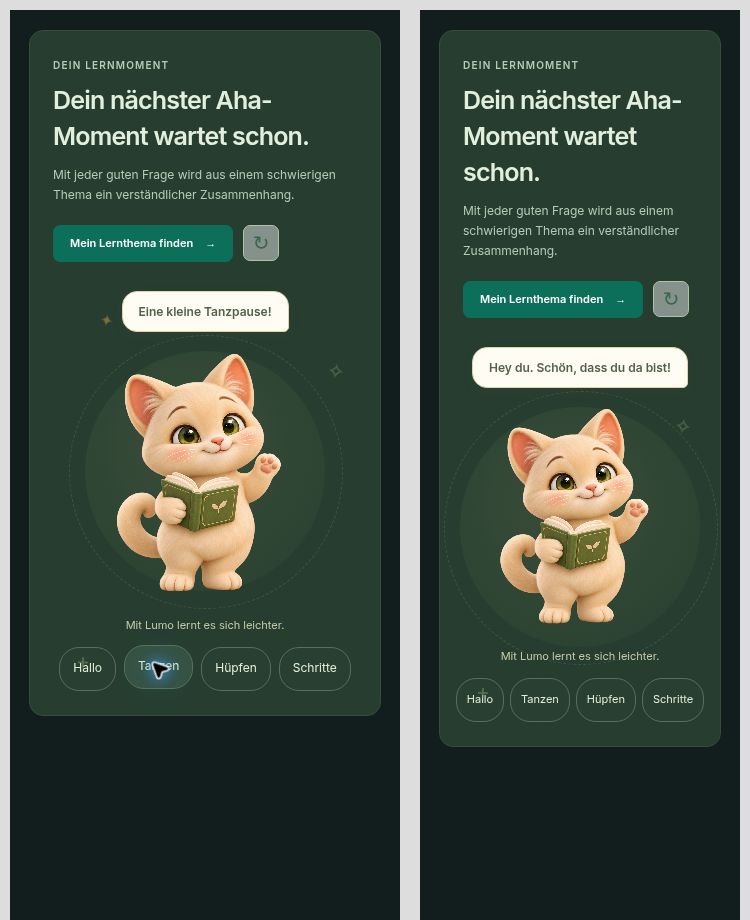 DEIN LERNMOMENT
Dein nächster Aha-
Moment wartet schon.
Mit jeder guten Frage wird aus einem schwierigen
Thema ein verständlicher Zusammenhang.
Mein Lernthema finden →
Eine kleine Tanzpause!
Mit Lumo lernt es sich leichter.
Hallo
Tanzen
Hüpfen
Schritte
DEIN LERNMOMENT
Dein nächster Aha-
Moment wartet
schon.
Mit jeder guten Frage wird aus einem
schwierigen Thema ein verständlicher
Zusammenhang.
Mein Lernthema finden →
Hey du. Schön, dass du da bist!
Mit Lumo lernt es sich leichter.
Hallo
Tanzen
Hüpfen
Schritte